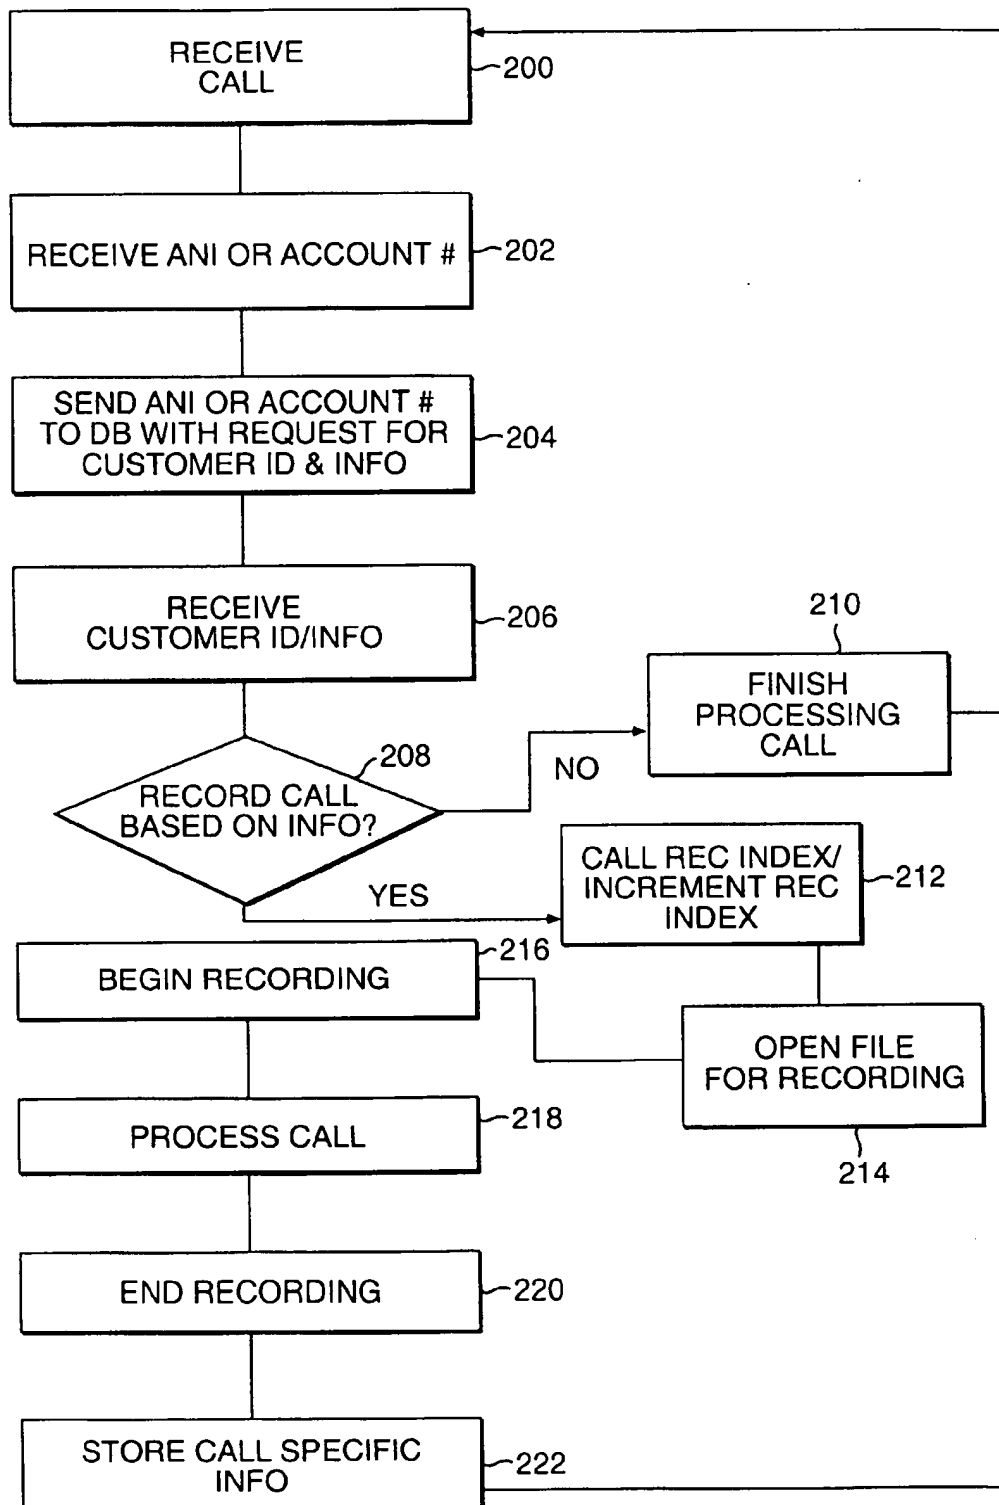 RECEIVE
CALL
200
RECEIVE ANI OR ACCOUNT #
202
SEND ANI OR ACCOUNT #
TO DB WITH REQUEST FOR
CUSTOMER ID & INFO
204
RECEIVE
CUSTOMER ID/INFO
206
210
FINISH
PROCESSING
CALL
208
RECORD CALL
BASED ON INFO?
NO
YES
CALL REC INDEX/
INCREMENT REC
INDEX
212
OPEN FILE
FOR RECORDING
214
216
BEGIN RECORDING
PROCESS CALL
218
END RECORDING
220
STORE CALL SPECIFIC
INFO
222